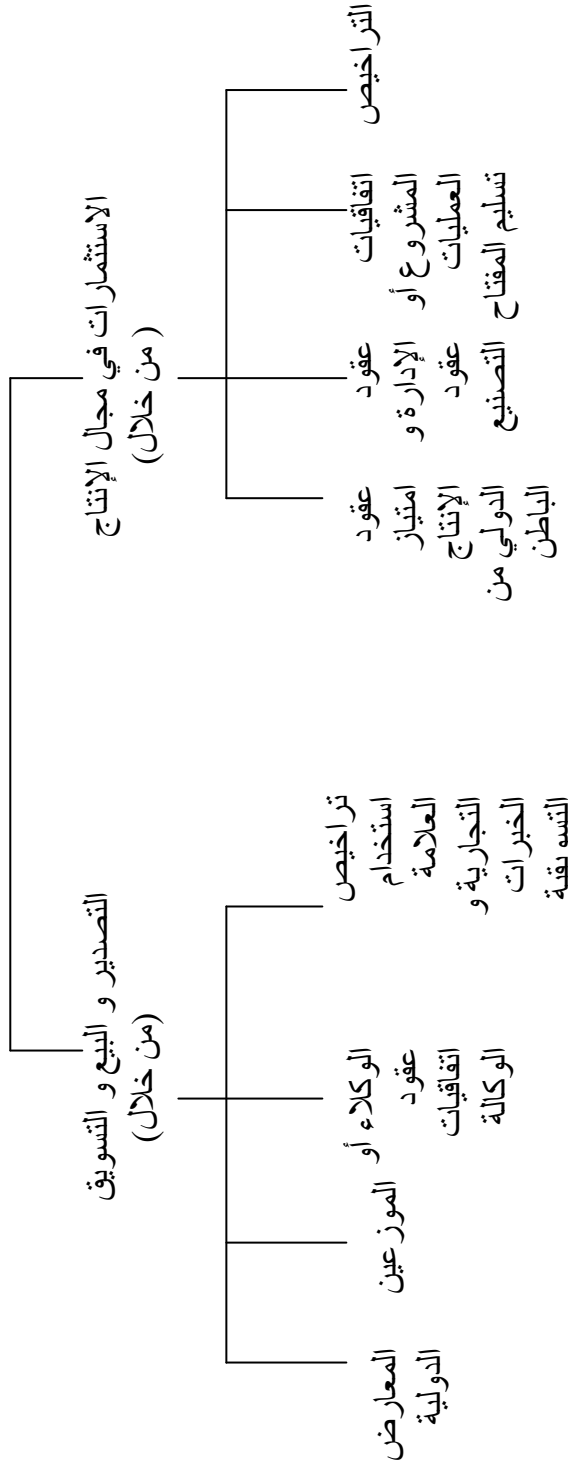 الاستثمارات في مجال الإنتاج
(من خلال)
التراخيص
اتفاقيات
المشروع أو
العمليات
تسليم المفتاح
عقود
الإدارة و
عقود
التصنيع
عقود
امتياز
الإنتاج
الدولي من
الباطن
التصدير و البيع و التسويق
(من خلال)
تراخيص
استخدام
العلامة
التجارية و
الخبرات
التسويقية
الوكلاء أو
عقود
اتفاقيات
الوكالة
الموزعين
المعارض
الدولية